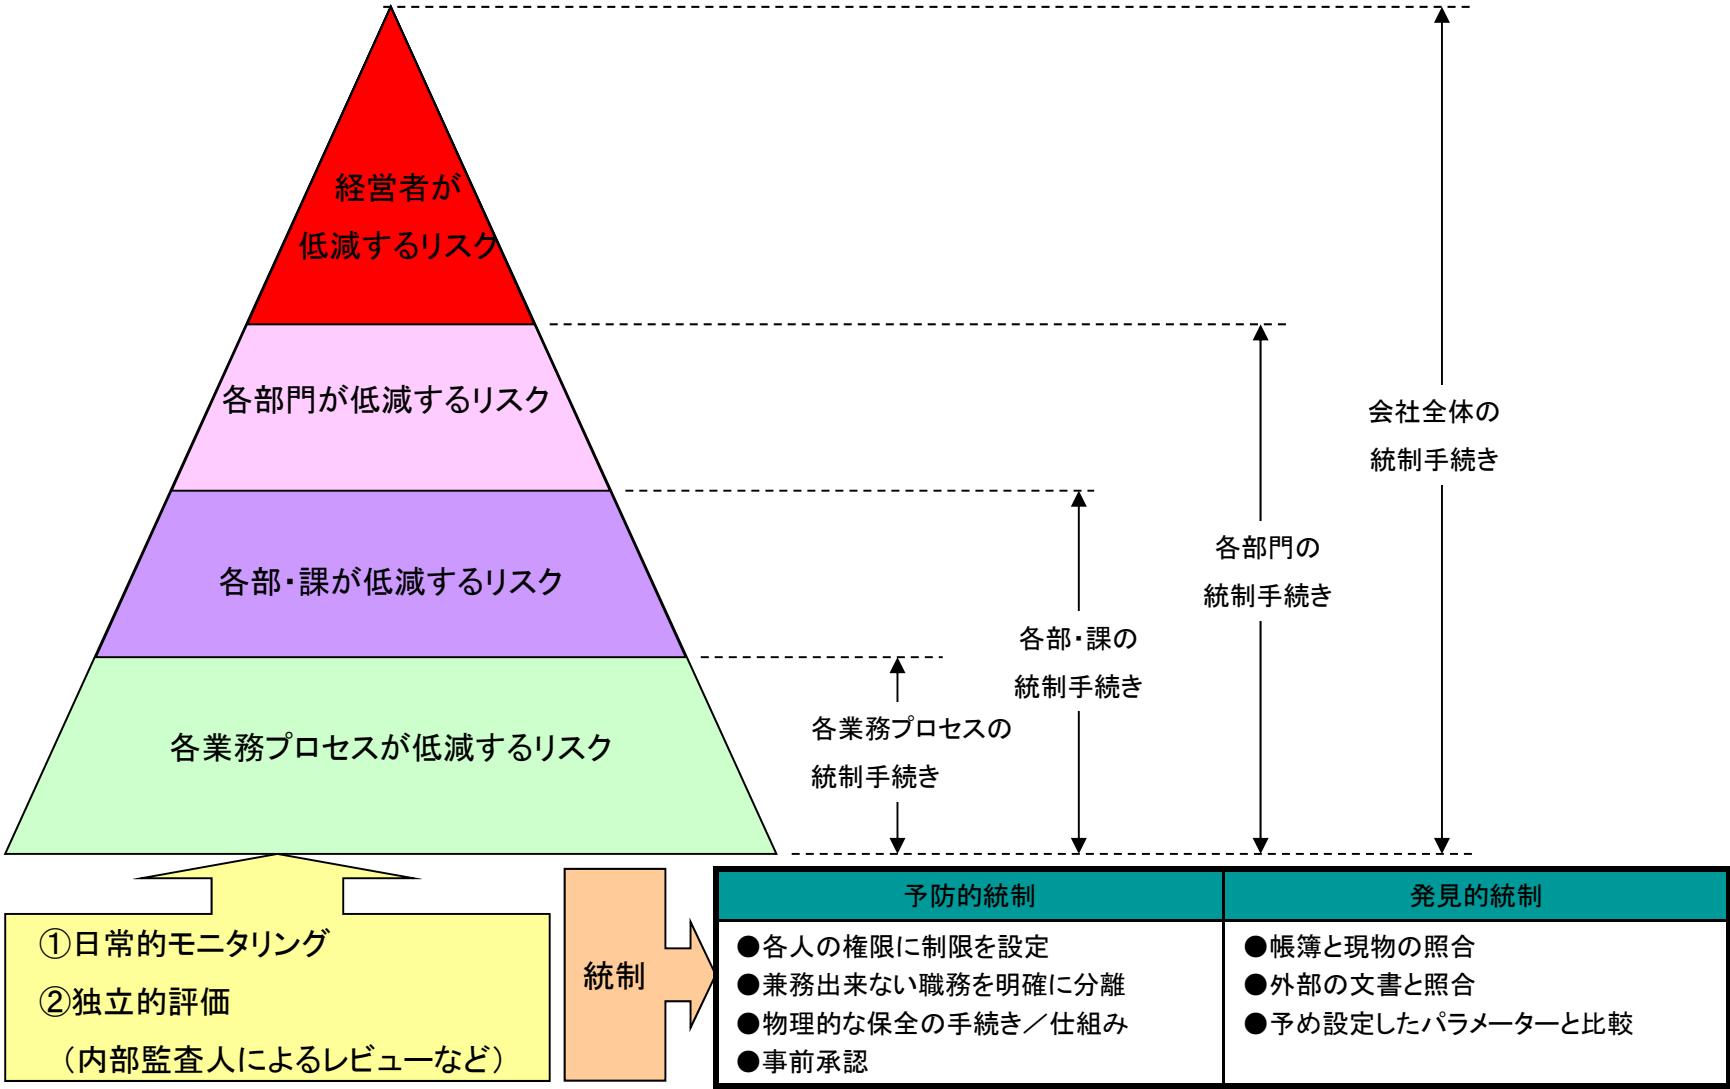 経営者が
低減するリスク
各部門が低減するリスク
各部・課が低減するリスク
各業務プロセスが低減するリスク
会社全体の
統制手続き
各部門の
統制手続き
各部・課の
統制手続き
各業務プロセスの
統制手続き
①日常的モニタリング
②独立的評価
（内部監査人によるレビューなど）
統制
予防的統制
●各人の権限に制限を設定
●兼務出来ない職務を明確に分離
●物理的な保全の手続き／仕組み
●事前承認
発見的統制
●帳簿と現物の照合
●外部の文書と照合
●予め設定したパラメーターと比較